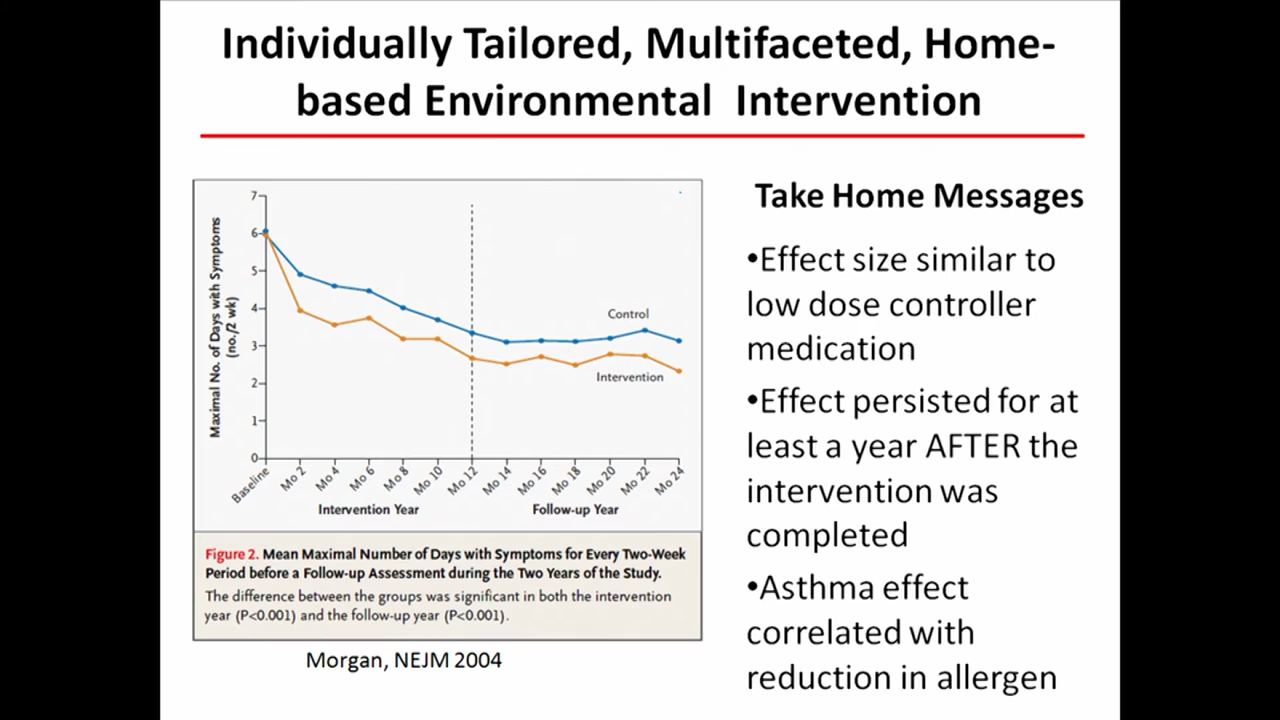 Individually Tailored, Multifaceted, Home-
based Environmental Intervention
7
6
5
4
3
2
1
0
Maximal No. of Days with Symptoms
(no./2 wk)
Control
Intervention
Baseline
Mo 2
Mo 4
Mo 6
Mo 8
Mo 10
Mo 12
Mo 14
Mo 16
Mo 18
Mo 20
Mo 22
Mo 24
Intervention Year
Follow-up Year
Figure 2. Mean Maximal Number of Days with Symptoms for Every Two-Week
Period before a Follow-up Assessment during the Two Years of the Study.
The difference between the groups was significant in both the intervention
year (P<0.001) and the follow-up year (P<0.001).
Morgan, NEJM 2004
Take Home Messages
•Effect size similar to
low dose controller
medication
•Effect persisted for at
least a year AFTER the
intervention was
completed
•Asthma effect
correlated with
reduction in allergen